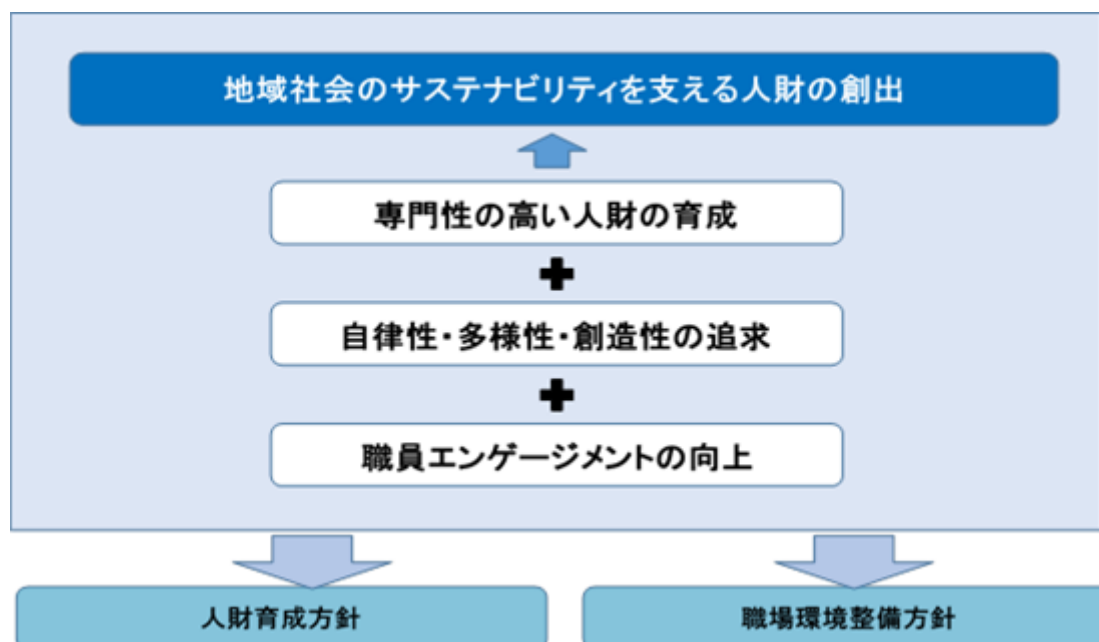 地域社会のサステナビリティを支える人財の創出
専門性の高い人財の育成
自律性・多様性・創造性の追求
職員エンゲージメントの向上
人財育成方針
職場環境整備方針